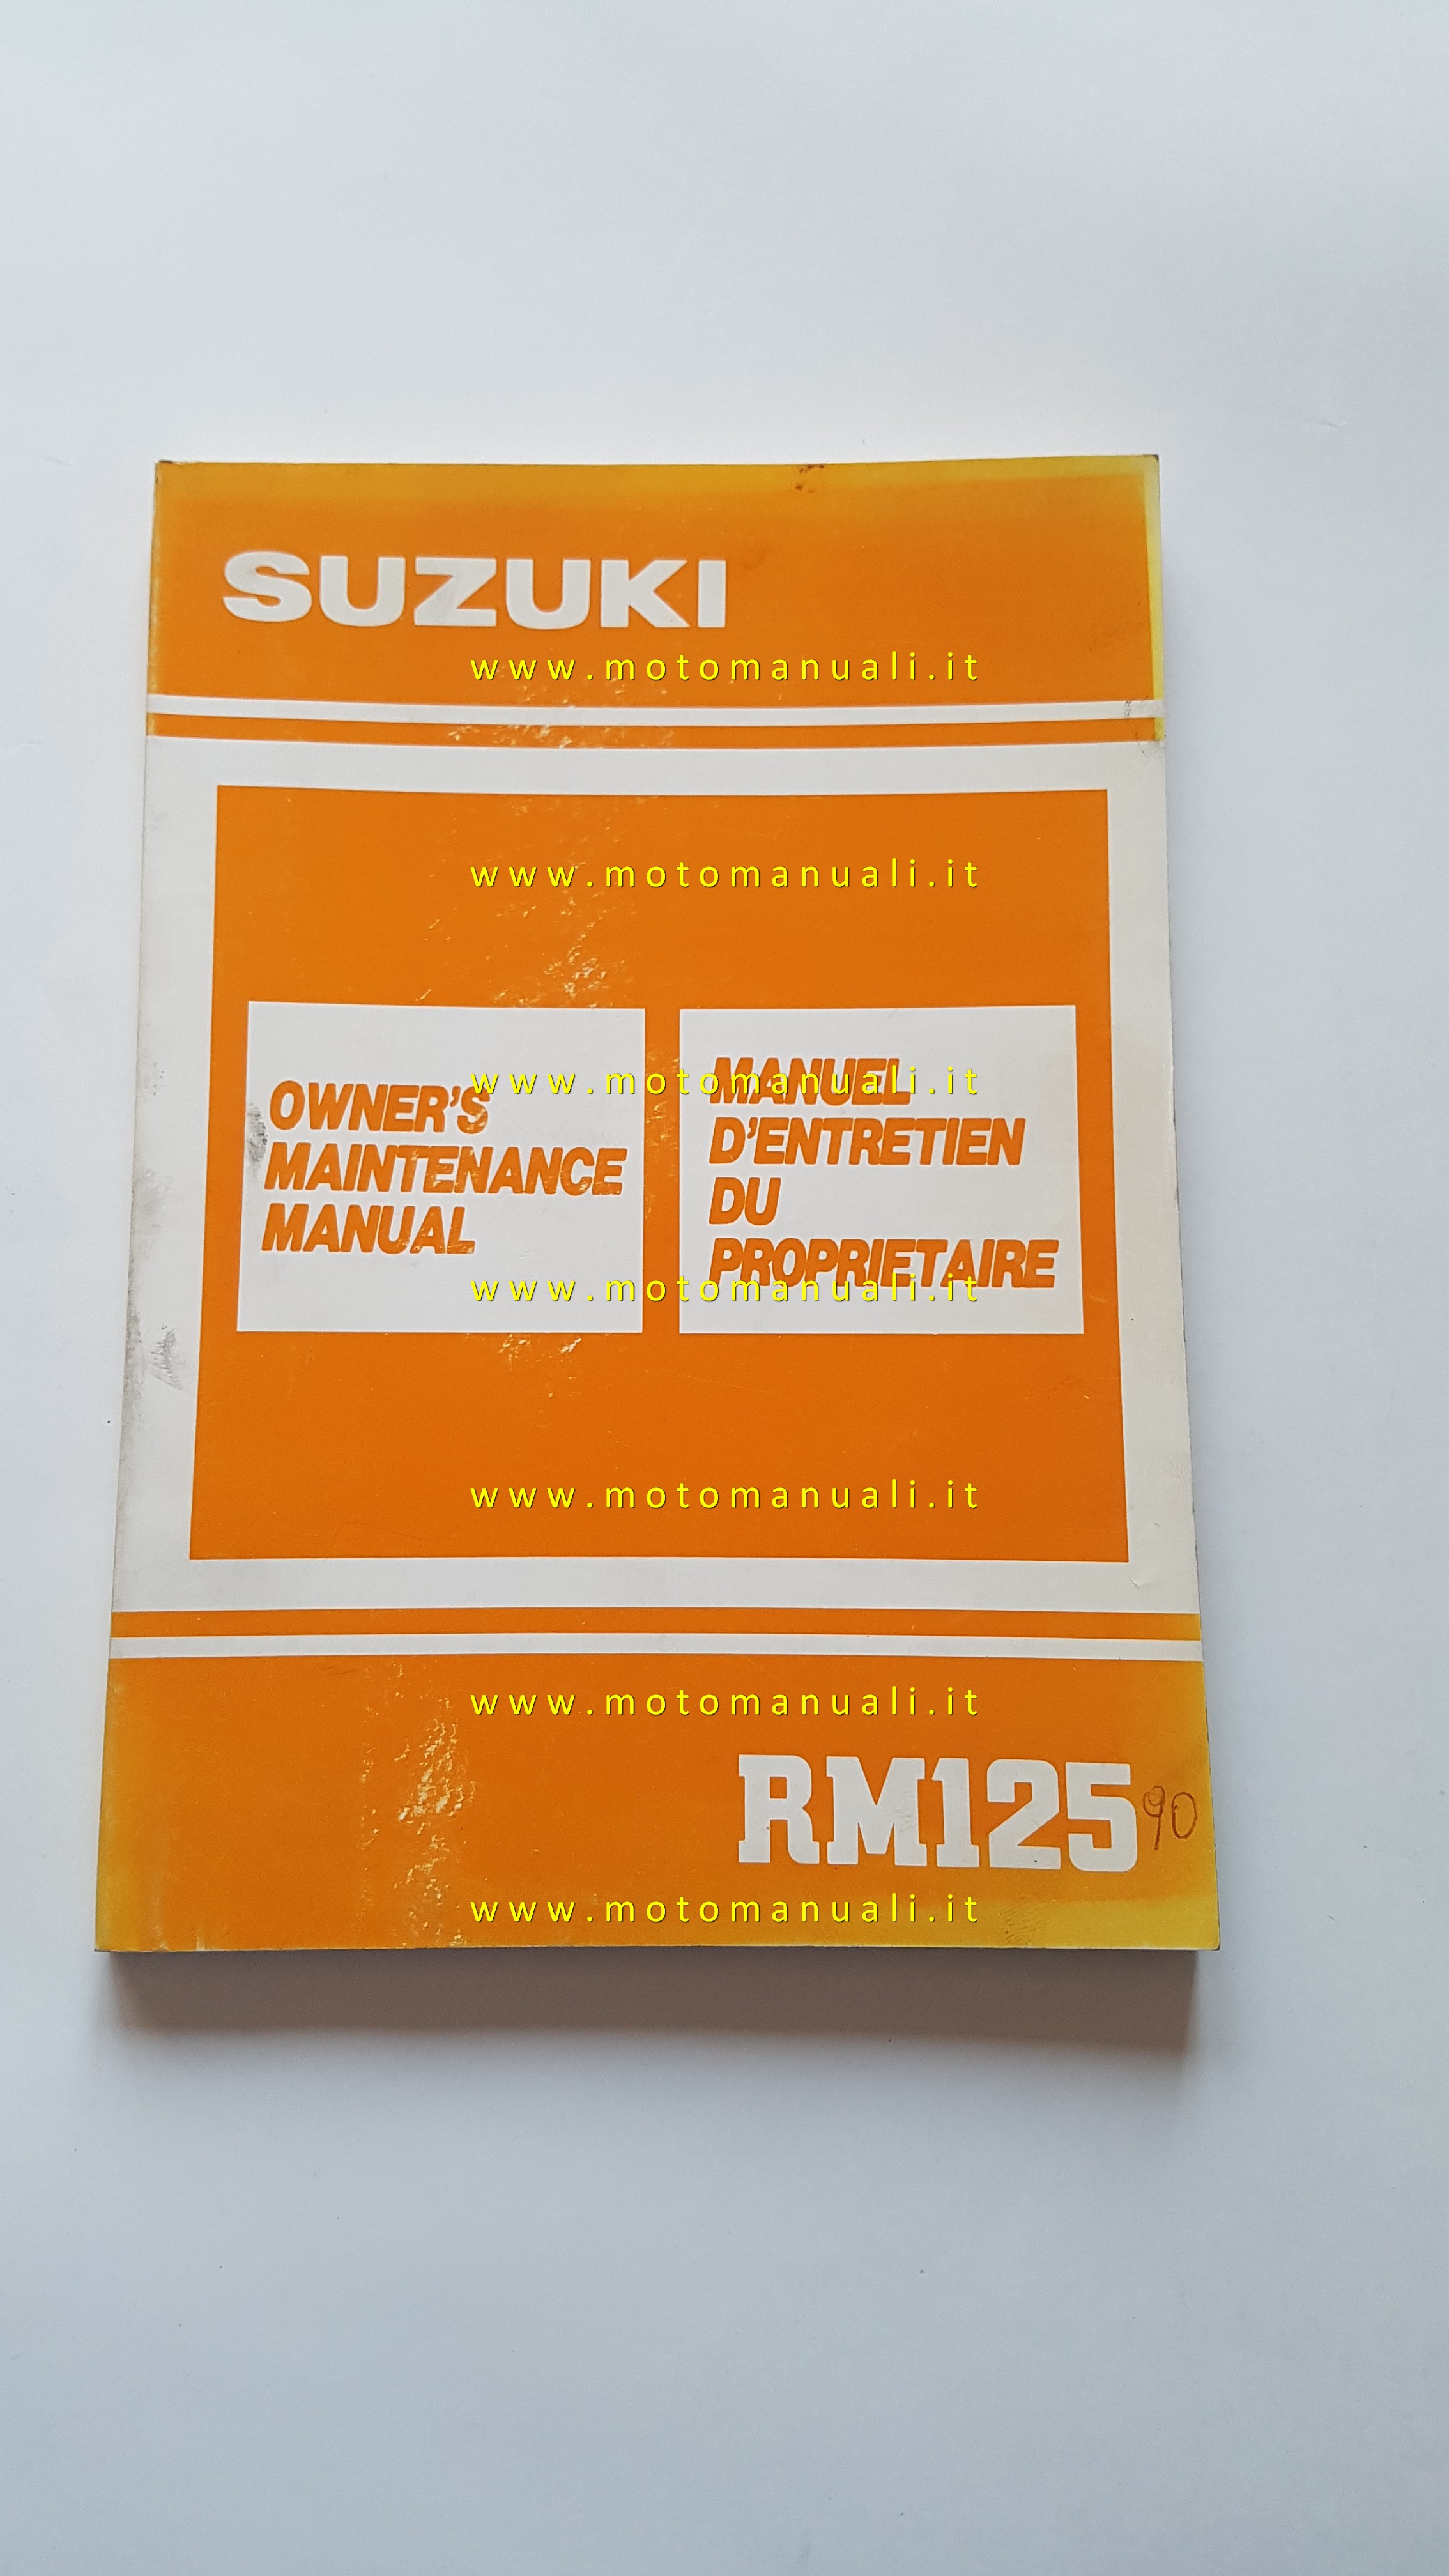 SUZUKI
www.motomanuali.it
www.motomanuali.it
OWNER'S
MAINTENANCE
MANUAL
MANUEL
D'ENTRETIEN
DU
PROPRIETAIRE
www.motomanuali.it
www.motomanuali.it
www.motomanuali.it
www.motomanuali.it
RM125 90
www.motomanuali.it